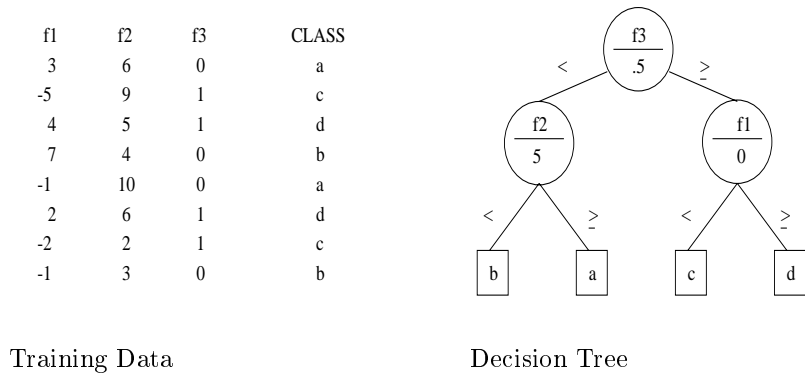 f1 f2 f3 CLASS
3 6 0 a
-5 9 1 c
4 5 1 d
7 4 0 b
-1 10 0 a
2 6 1 d
-2 2 1 c
-1 3 0 b
f3
.5
< ≥
f2 f1
5 0
< ≥ < ≥
b a c d
Training Data
Decision Tree